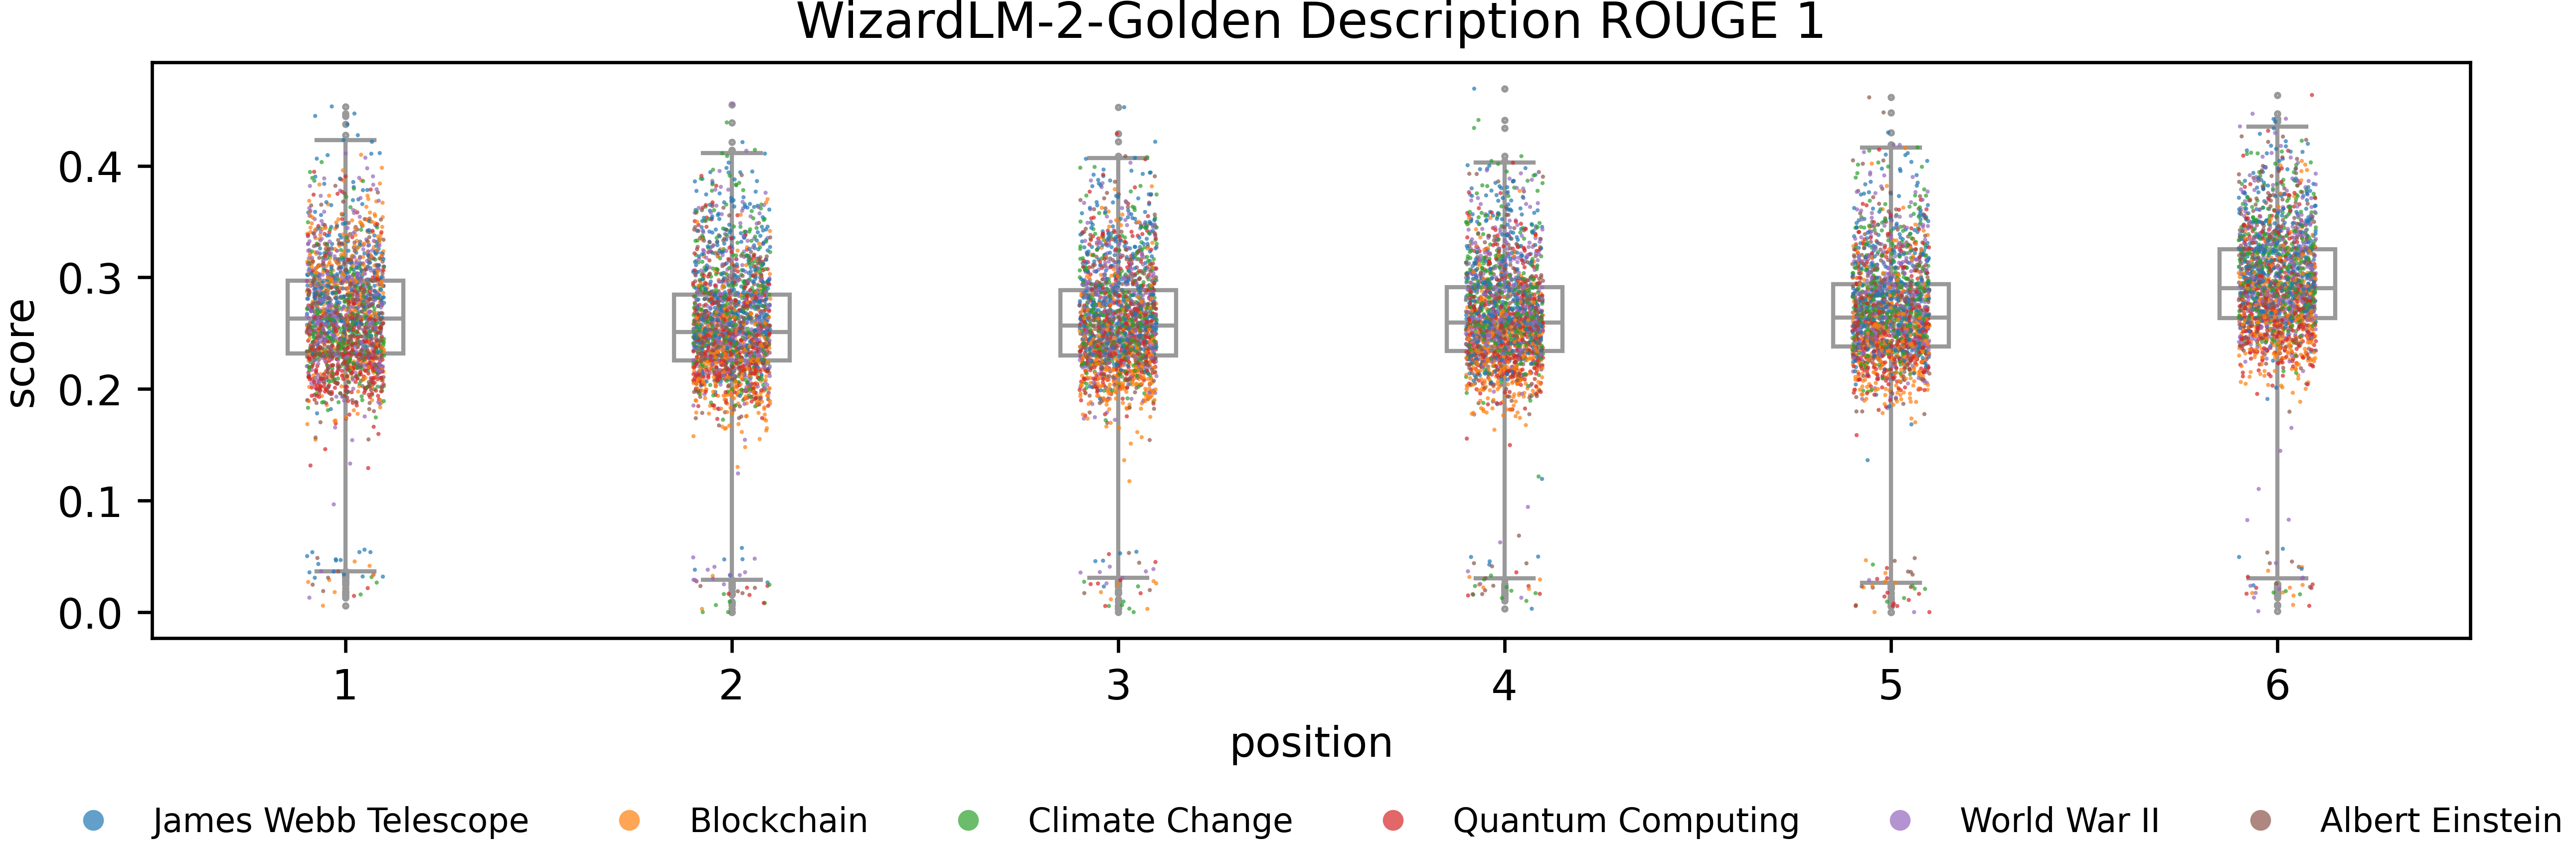 WizardLM-2-Golden Description ROUGE 1
score
0.4
0.3
0.2
0.1
0.0
1 2 3 4 5 6
position
James Webb Telescope Blockchain Climate Change Quantum Computing World War II Albert Einstein